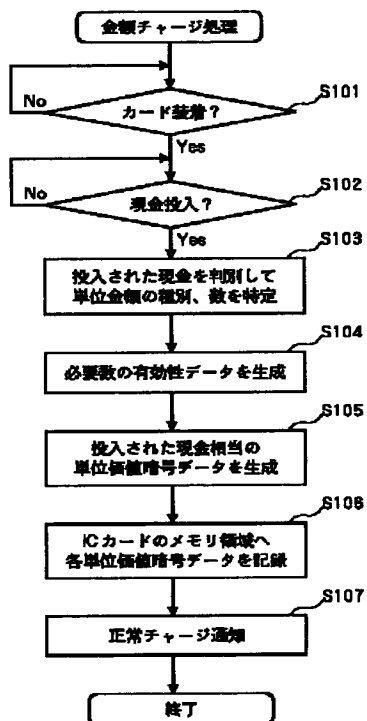 金額チャージ処理
S101
No
カード装着？
Yes
S102
No
現金投入？
Yes
S103
投入された現金を判別して
単位金額の種別、数を特定
S104
必要数の有効性データを生成
S105
投入された現金相当の
単位価値暗号データを生成
S106
ICカードのメモリ領域へ
各単位価値暗号データを記録
S107
正常チャージ通知
終了